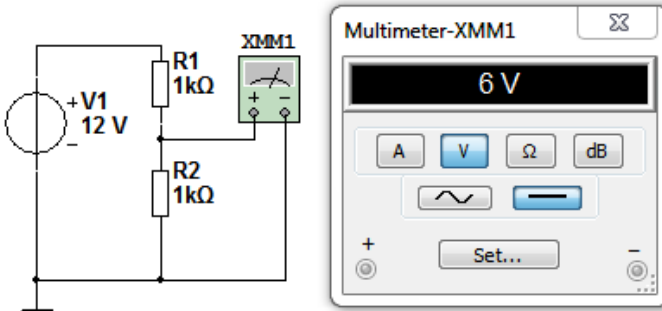 XMM1
R1
1kΩ
+
−
+
V1
12 V
−
R2
1kΩ
Multimeter-XMM1
6 V
A
V
Ω
dB
+
Set...
−